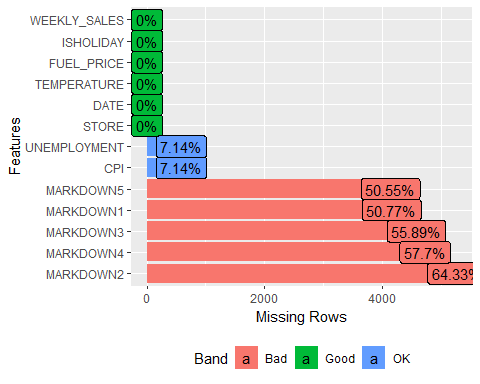 WEEKLY_SALES 0%
ISHOLIDAY 0%
FUEL_PRICE 0%
TEMPERATURE 0%
DATE 0%
STORE 0%
UNEMPLOYMENT 7.14%
CPI 7.14%
MARKDOWN5 50.55%
MARKDOWN1 50.77%
MARKDOWN3 55.89%
MARKDOWN4 57.7%
MARKDOWN2 64.33%
Features
0 2000 4000
Missing Rows
Band a Bad a Good a OK